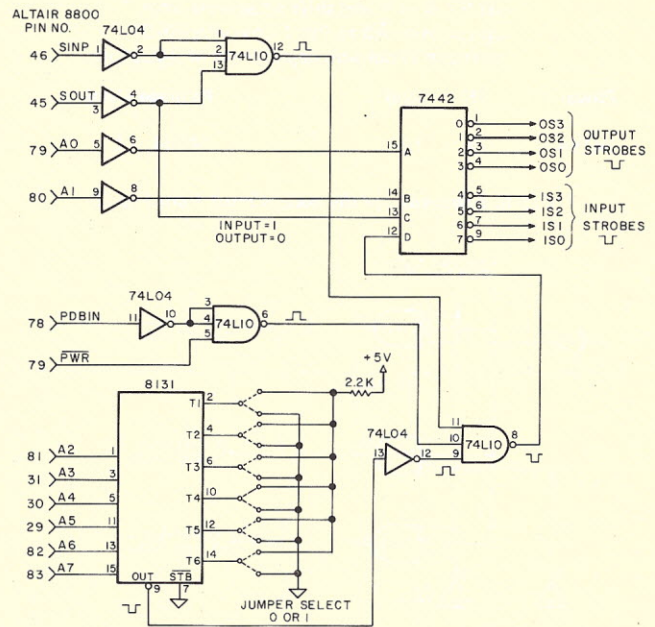 ALTAIR 8800
PIN NO.
74L04
46 SINP 1 2
1
2 74L10 12
13
45 SOUT 3 4
7442
79 A0 5 6
15 A
0 1 OS3
1 2 OS2
2 3 OS1
3 4 OS0
OUTPUT
STROBES
80 A1 9 8
14 B
13 C
12 D
4 5 IS3
5 6 IS2
6 7 IS1
7 9 IS0
INPUT
STROBES
INPUT=1
OUTPUT=0
74L04
78 PDBIN 11 10
3
4 74L10 6
5
79 PWR
+5V
2.2K
8131
T1 2
T2 4
T3 6
T4 10
T5 12
T6 14
81 A2 1
31 A3 3
30 A4 5
29 A5 11
82 A6 13
83 A7 15
OUT STB
9 7
74L04
13 12
11
10 74L10 8
9
JUMPER SELECT
0 OR 1